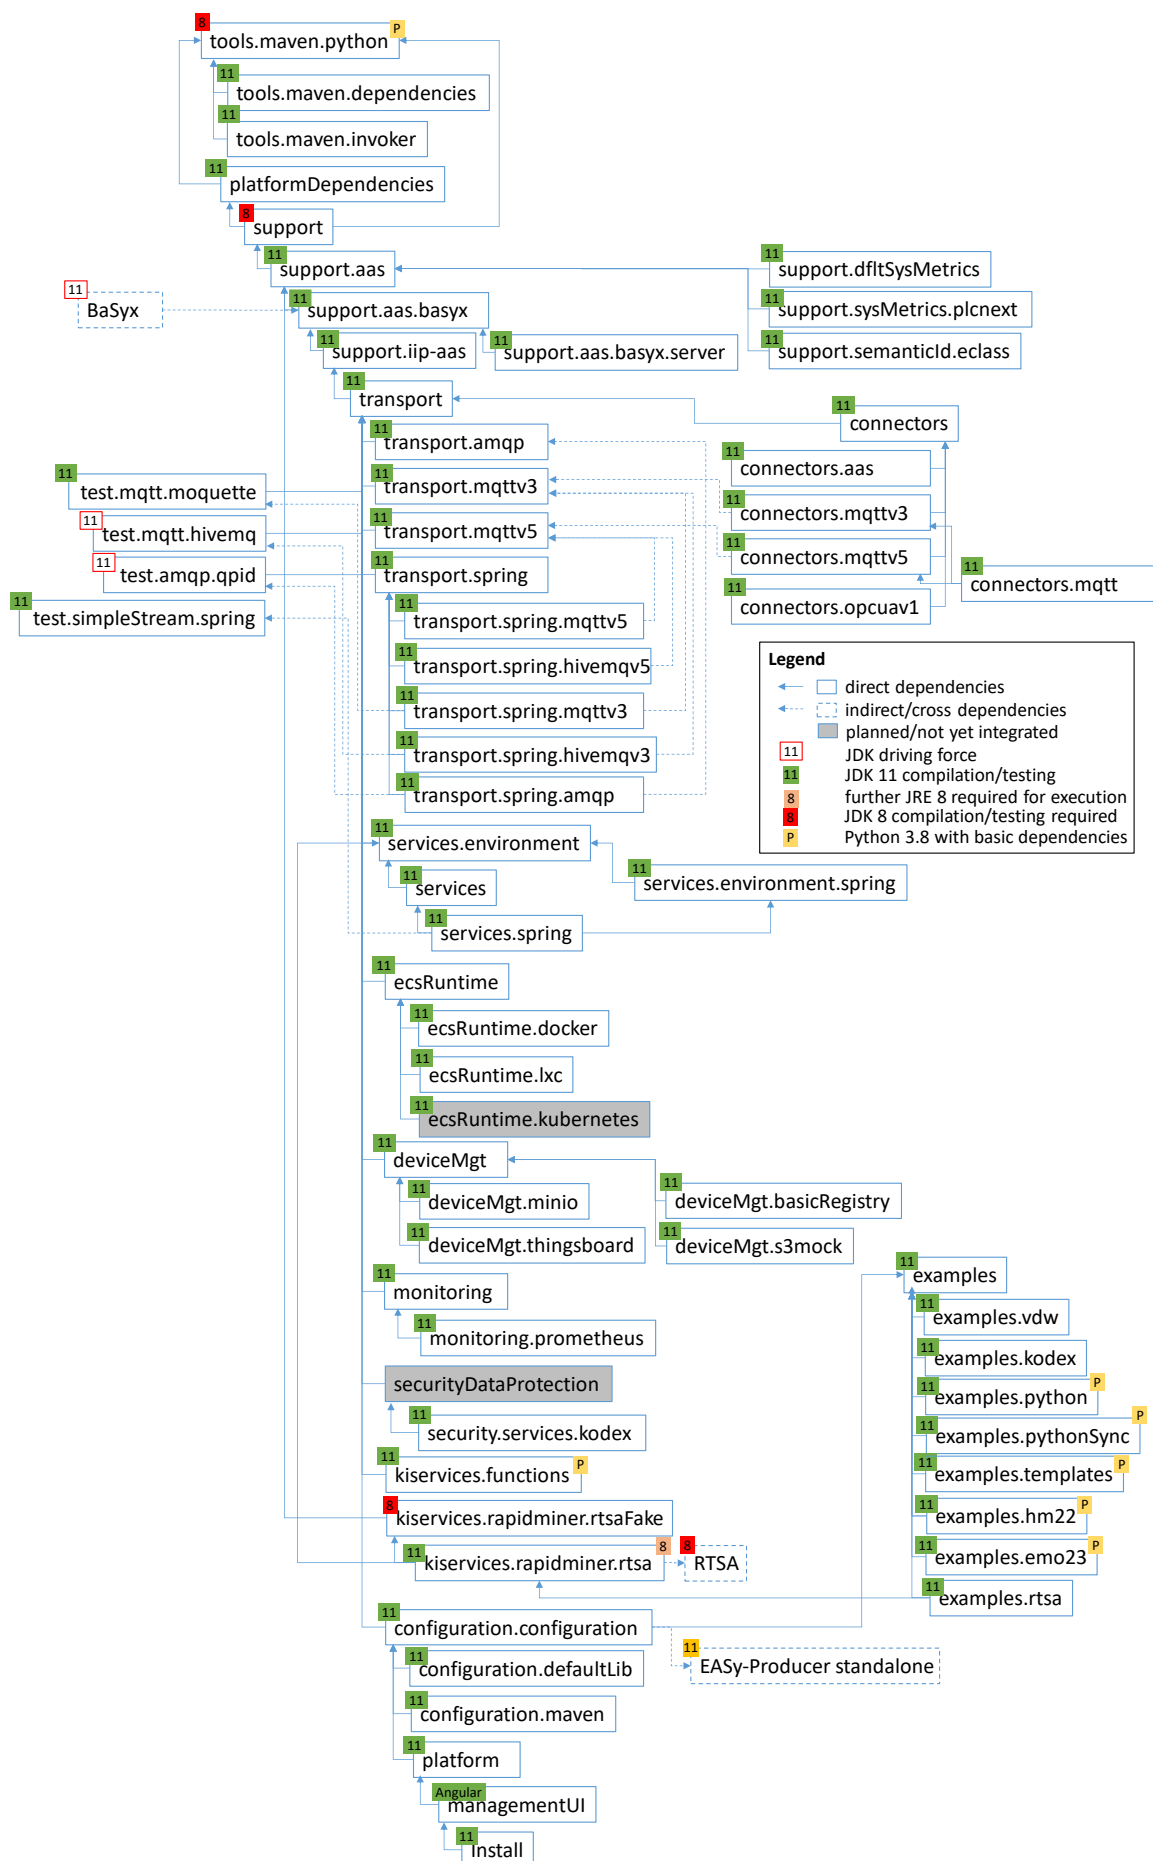 8
P
tools.maven.python
11
tools.maven.dependencies
11
tools.maven.invoker
11
platformDependencies
8
support
11
support.aas
11
support.dfltSysMetrics
11
BaSyx
11
support.aas.basyx
11
support.sysMetrics.plcnext
11
support.iip-aas
11
support.aas.basyx.server
11
support.semanticId.eclass
11
transport
11
connectors
11
transport.amqp
11
connectors.aas
11
test.mqtt.moquette
11
transport.mqttv3
11
connectors.mqttv3
11
test.mqtt.hivemq
11
transport.mqttv5
11
connectors.mqttv5
11
test.amqp.qpid
11
transport.spring
11
connectors.mqtt
11
test.simpleStream.spring
11
transport.spring.mqttv5
11
connectors.opcuav1
11
transport.spring.hivemqv5
11
transport.spring.mqttv3
11
transport.spring.hivemqv3
11
transport.spring.amqp
Legend
direct dependencies
indirect/cross dependencies
planned/not yet integrated
11 JDK driving force
11 JDK 11 compilation/testing
8 further JRE 8 required for execution
8 JDK 8 compilation/testing required
P Python 3.8 with basic dependencies
11
services.environment
11
services.environment.spring
11
services
11
services.spring
11
ecsRuntime
11
ecsRuntime.docker
11
ecsRuntime.lxc
11
ecsRuntime.kubernetes
11
deviceMgt
11
deviceMgt.minio
11
deviceMgt.basicRegistry
11
deviceMgt.thingsboard
11
deviceMgt.s3mock
11
monitoring
11
monitoring.prometheus
securityDataProtection
11
security.services.kodex
11
P
kiservices.functions
8
kiservices.rapidminer.rtsaFake
11
8
kiservices.rapidminer.rtsa
8
RTSA
11
examples
11
examples.vdw
11
examples.kodex
11
P
examples.python
11
P
examples.pythonSync
11
P
examples.templates
11
P
examples.hm22
11
P
examples.emo23
11
examples.rtsa
11
configuration.configuration
11
EASy-Producer standalone
11
configuration.defaultLib
11
configuration.maven
11
platform
Angular
managementUI
11
Install